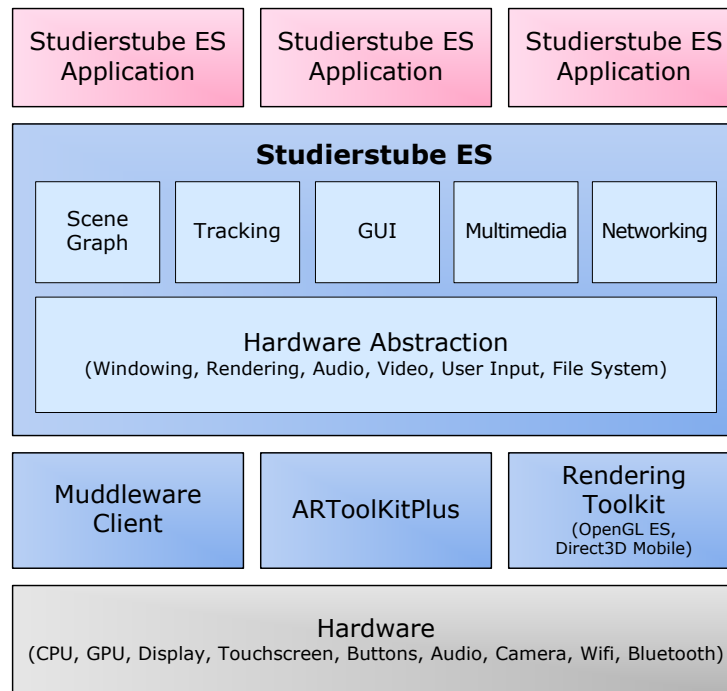 Studierstube ES
Application
Studierstube ES
Application
Studierstube ES
Application
Studierstube ES
Scene
Graph
Tracking
GUI
Multimedia
Networking
Hardware Abstraction
(Windowing, Rendering, Audio, Video, User Input, File System)
Muddleware
Client
ARToolKitPlus
Rendering
Toolkit
(OpenGL ES,
Direct3D Mobile)
Hardware
(CPU, GPU, Display, Touchscreen, Buttons, Audio, Camera, Wifi, Bluetooth)